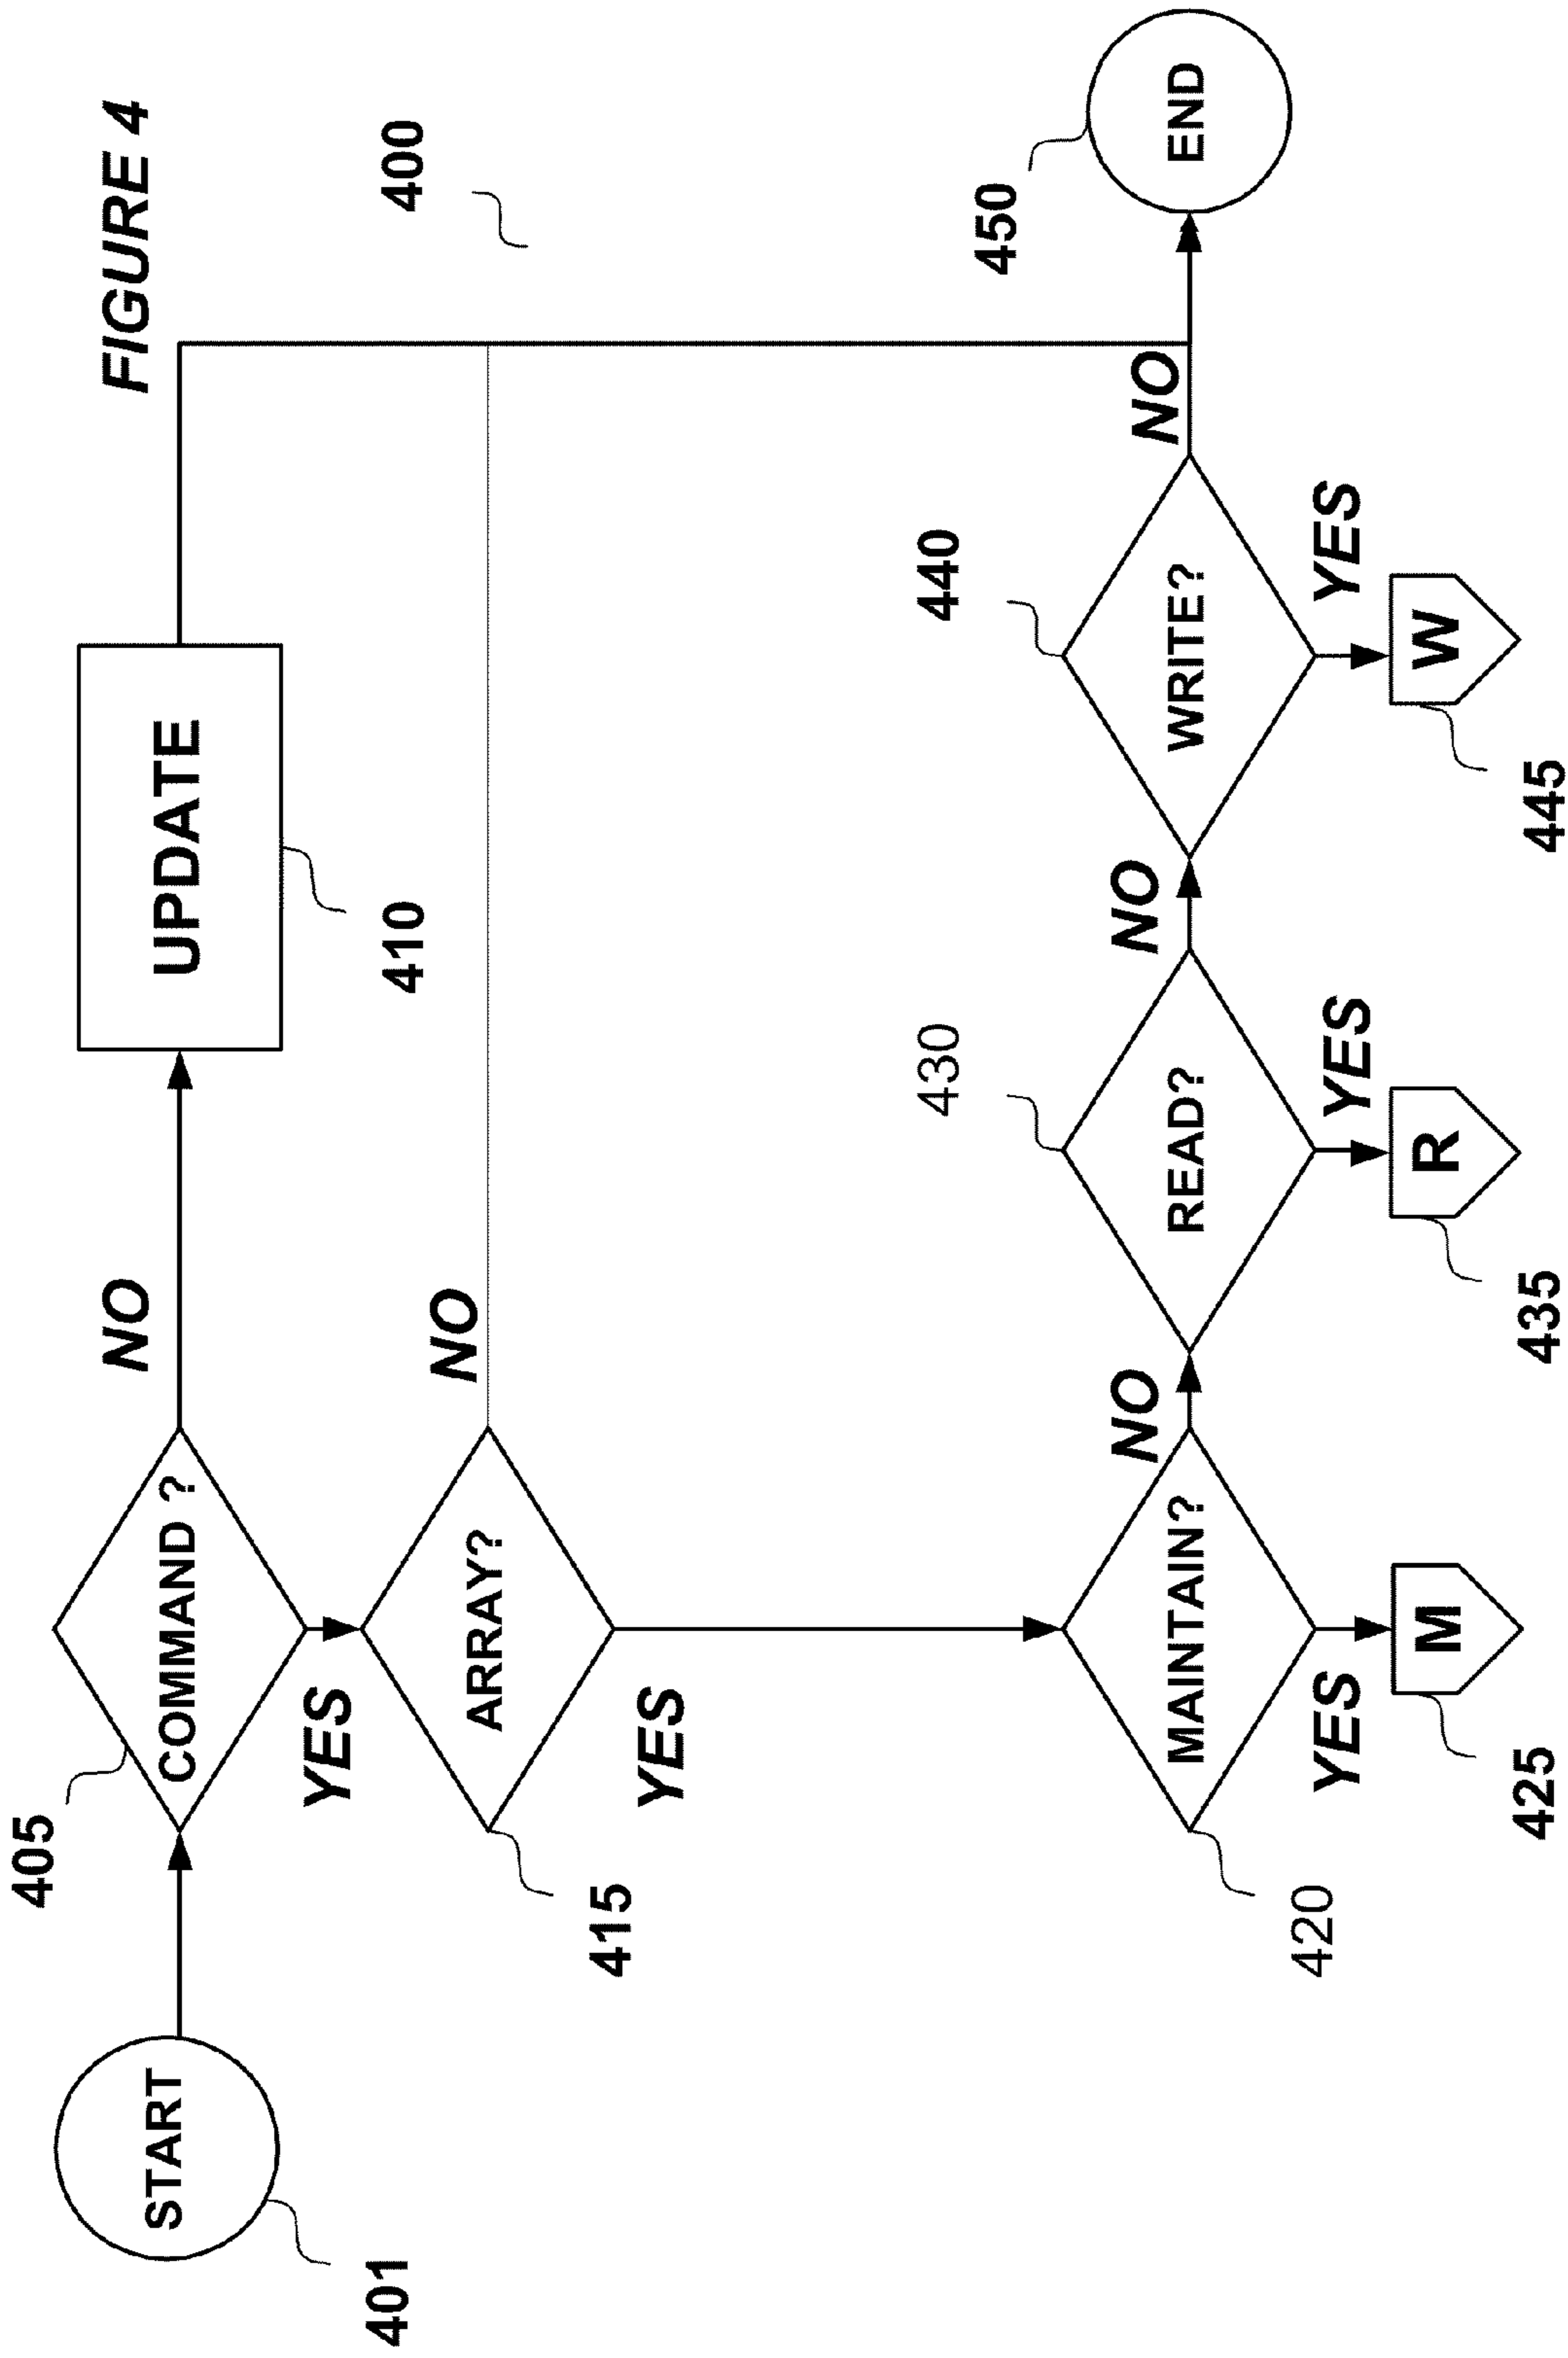 FIGURE 4
400
START
401
405
COMMAND ?
NO
UPDATE
410
YES
ARRAY?
NO
415
YES
MAINTAIN?
420
NO
YES
M
425
430
READ?
NO
YES
R
435
440
WRITE?
NO
YES
W
445
450
END